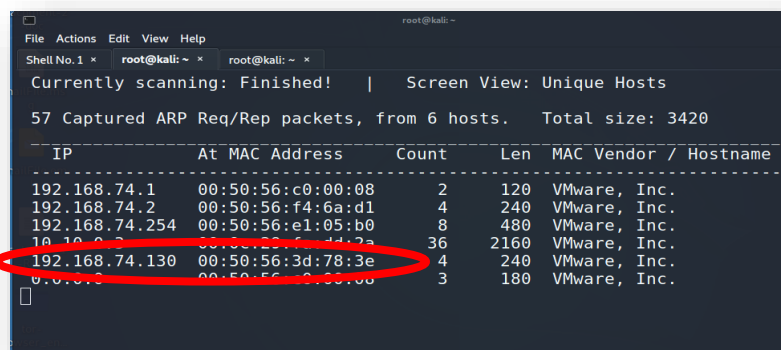 root@kali: ~
File Actions Edit View Help
Shell No. 1 × root@kali: ~ × root@kali: ~ ×
Currently scanning: Finished! | Screen View: Unique Hosts
57 Captured ARP Req/Rep packets, from 6 hosts. Total size: 3420
IP At MAC Address Count Len MAC Vendor / Hostname
192.168.74.1 00:50:56:c0:00:08 2 120 VMware, Inc.
192.168.74.2 00:50:56:f4:6a:d1 4 240 VMware, Inc.
192.168.74.254 00:50:56:e1:05:b0 8 480 VMware, Inc.
36 2160 VMware, Inc.
192.168.74.130 00:50:56:3d:78:3e 4 240 VMware, Inc.
0.0.0.0 3 180 VMware, Inc.